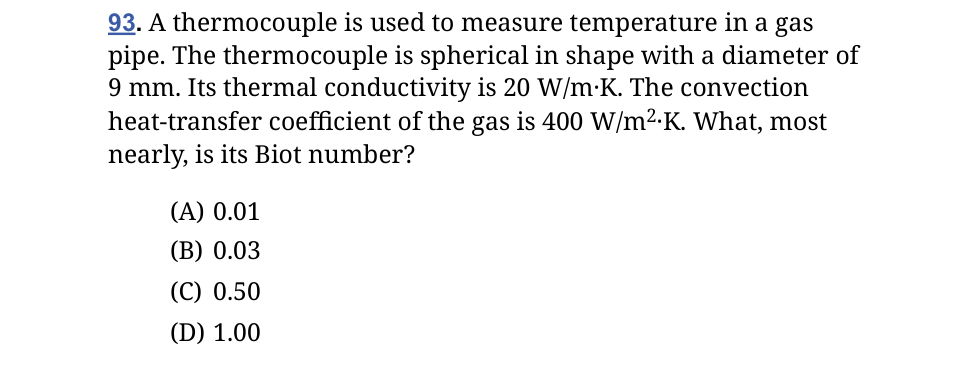 93. A thermocouple is used to measure temperature in a gas
pipe. The thermocouple is spherical in shape with a diameter of
9 mm. Its thermal conductivity is 20 W/m·K. The convection
heat-transfer coefficient of the gas is 400 W/m²·K. What, most
nearly, is its Biot number?
(A) 0.01
(B) 0.03
(C) 0.50
(D) 1.00